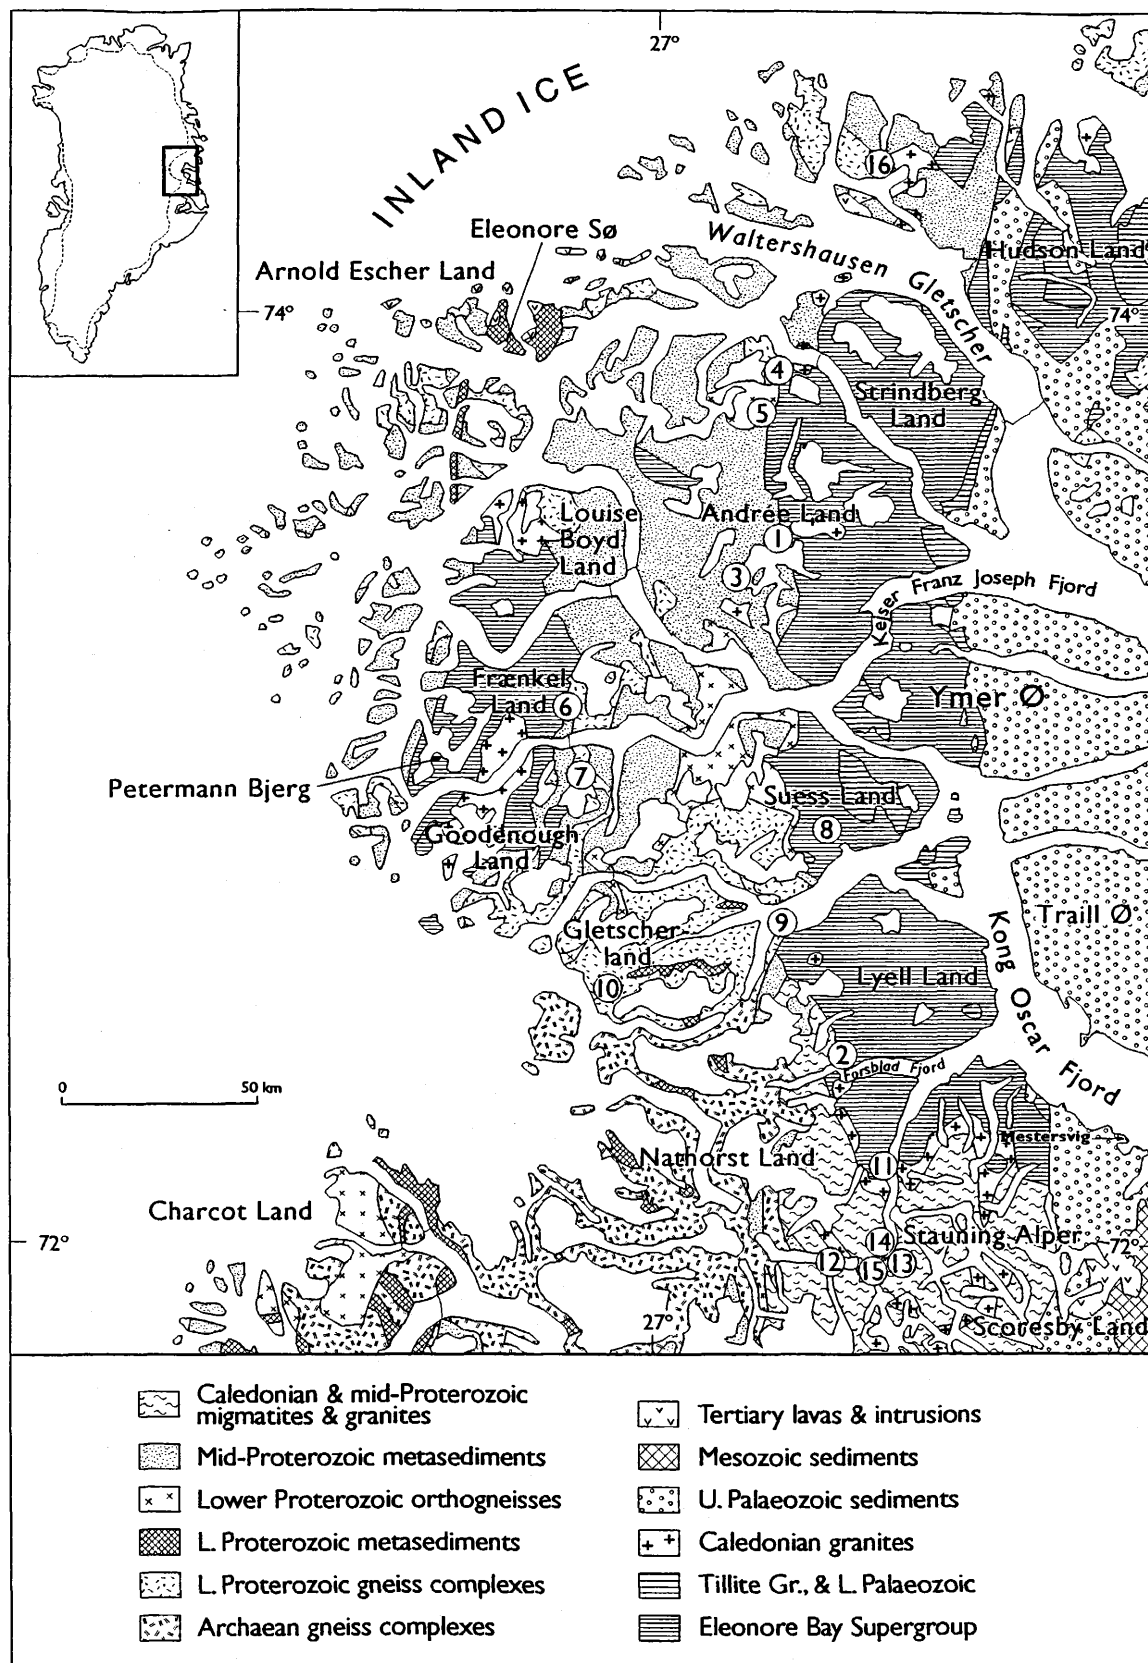 27°
INLAND ICE
16
Eleonore Sø
Waltershausen Gletscher
Hudson Land
Arnold Escher Land
74°
74°
4
5
Strindberg
Land
Louise
Boyd
Land
Andrée Land
1
3
Keiser Franz Joseph Fjord
Frænkel
Land
6
Ymer Ø
Petermann Bjerg
7
Suess Land
8
Goodenough
Land
9
Gletscher-
land
10
Traill Ø
Kong Oscar Fjord
Lyell Land
2
Forsblad Fjord
0 50 km
Mestersvig
Nathorst Land
11
Charcot Land
72°
14
Stauning Alper
72°
12
15
13
27°
Scoresby Land
Caledonian & mid-Proterozoic
migmatites & granites
Mid-Proterozoic metasediments
Lower Proterozoic orthogneisses
L. Proterozoic metasediments
L. Proterozoic gneiss complexes
Archaean gneiss complexes
Tertiary lavas & intrusions
Mesozoic sediments
U. Palaeozoic sediments
Caledonian granites
Tillite Gr., & L. Palaeozoic
Eleonore Bay Supergroup